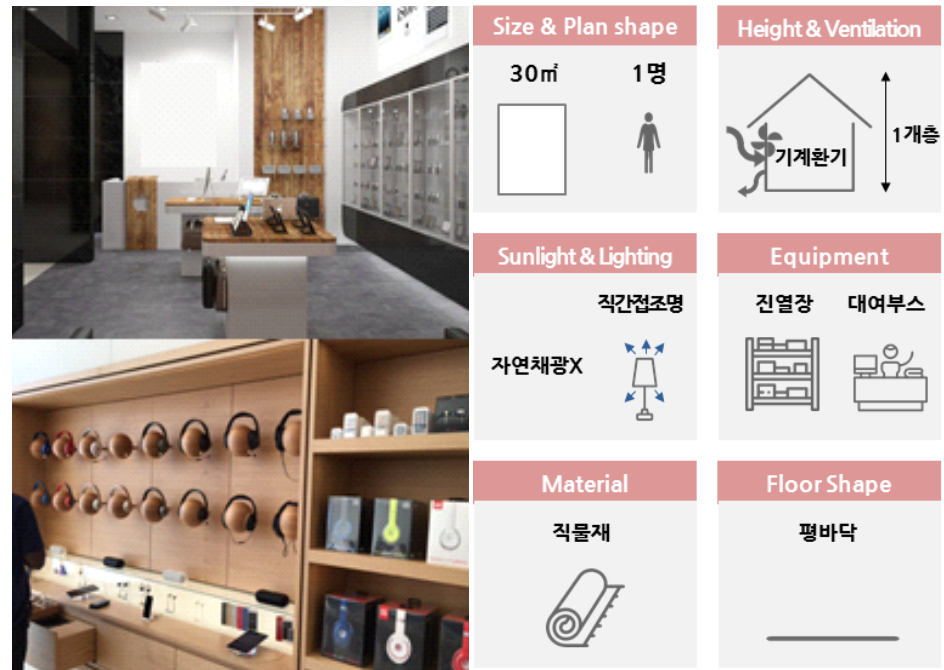 Size & Plan shape
30㎡
1명
Height & Ventilation
기계환기
1개층
Sunlight & Lighting
자연채광X
직간접조명
Equipment
진열장
대여부스
Material
직물재
Floor Shape
평바닥